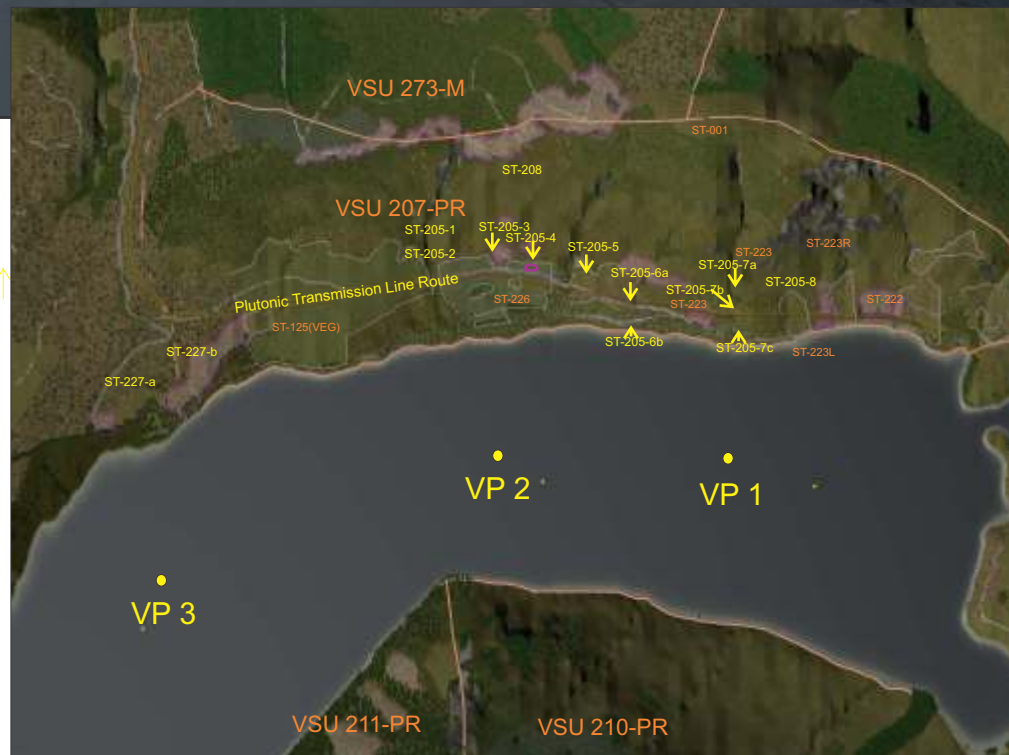 VSU 273-M
ST-001
ST-208
VSU 207-PR
ST-205-1
ST-205-3
ST-205-4
ST-205-2
ST-205-5
ST-223
ST-223R
ST-205-6a
ST-205-7a
ST-205-8
Plutonic Transmission Line Route
ST-226
ST-205-7b
ST-223
ST-222
ST-125(VEG)
ST-205-6b
ST-205-7c
ST-223L
ST-227-b
ST-227-a
VP 2
VP 1
VP 3
VSU 211-PR
VSU 210-PR